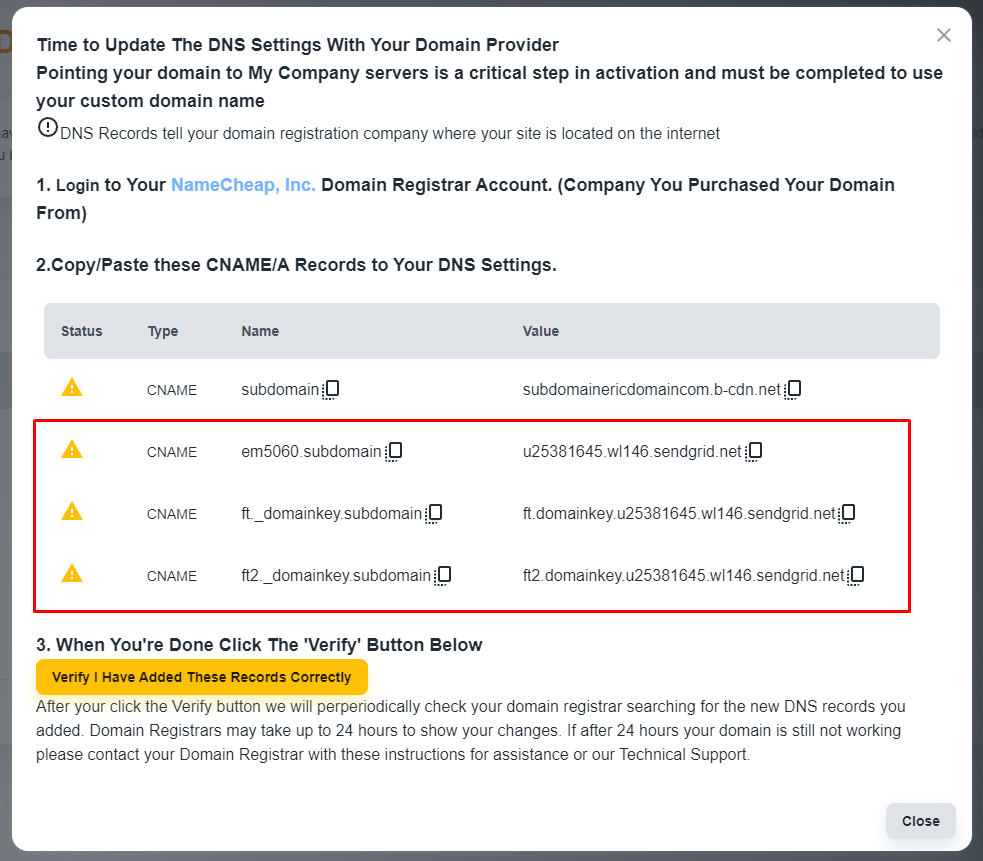 Time to Update The DNS Settings With Your Domain Provider
Pointing your domain to My Company servers is a critical step in activation and must be completed to use
your custom domain name
DNS Records tell your domain registration company where your site is located on the internet
1. Login to Your NameCheap, Inc. Domain Registrar Account. (Company You Purchased Your Domain
From)
2.Copy/Paste these CNAME/A Records to Your DNS Settings.
Status Type Name Value
CNAME subdomain subdomainericdomaincom.b-cdn.net
CNAME em5060.subdomain u25381645.wl146.sendgrid.net
CNAME ft._domainkey.subdomain ft.domainkey.u25381645.wl146.sendgrid.net
CNAME ft2._domainkey.subdomain ft2.domainkey.u25381645.wl146.sendgrid.net
3. When You're Done Click The 'Verify' Button Below
Verify I Have Added These Records Correctly
After your click the Verify button we will perperiodically check your domain registrar searching for the new DNS records you
added. Domain Registrars may take up to 24 hours to show your changes. If after 24 hours your domain is still not working
please contact your Domain Registrar with these instructions for assistance or our Technical Support.
Close